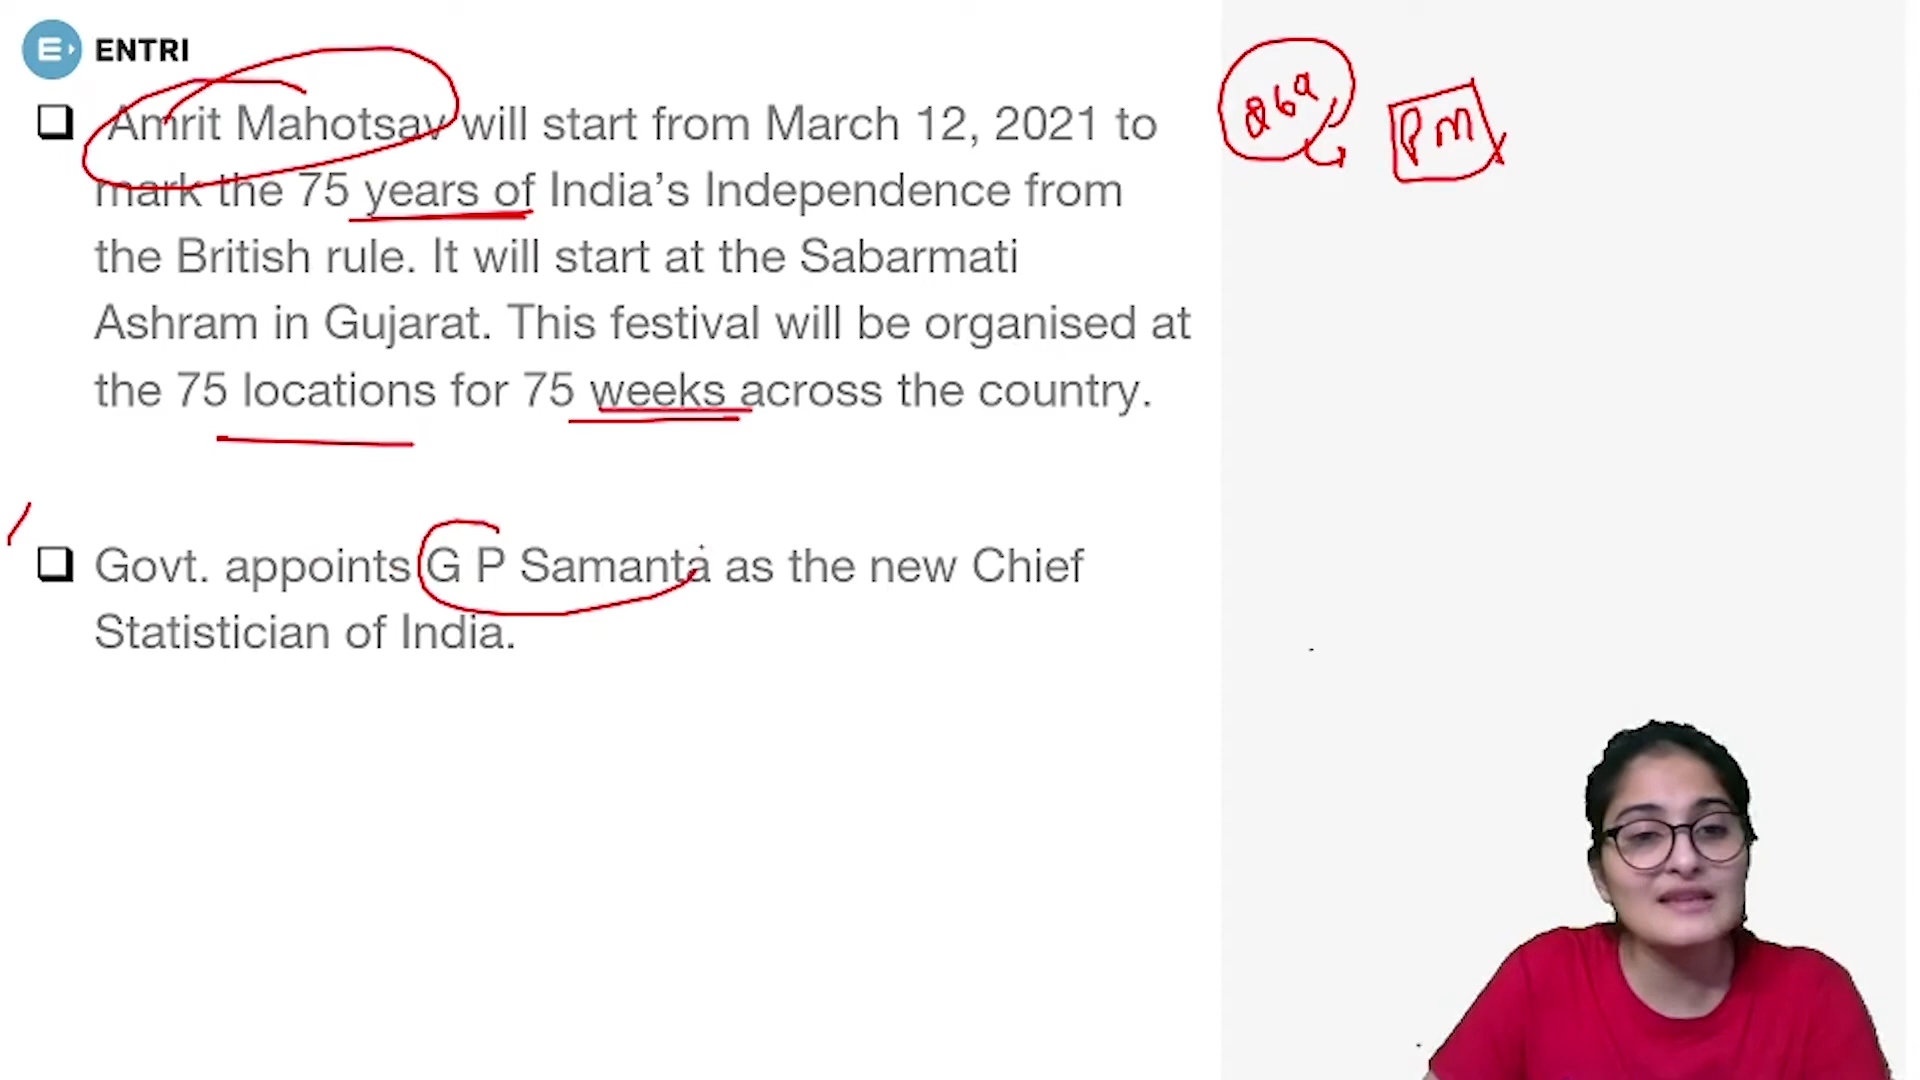 ENTRI
Amrit Mahotsav will start from March 12, 2021 to
mark the 75 years of India’s Independence from
the British rule. It will start at the Sabarmati
Ashram in Gujarat. This festival will be organised at
the 75 locations for 75 weeks across the country.
Govt. appoints G P Samanta as the new Chief
Statistician of India.
269
PM